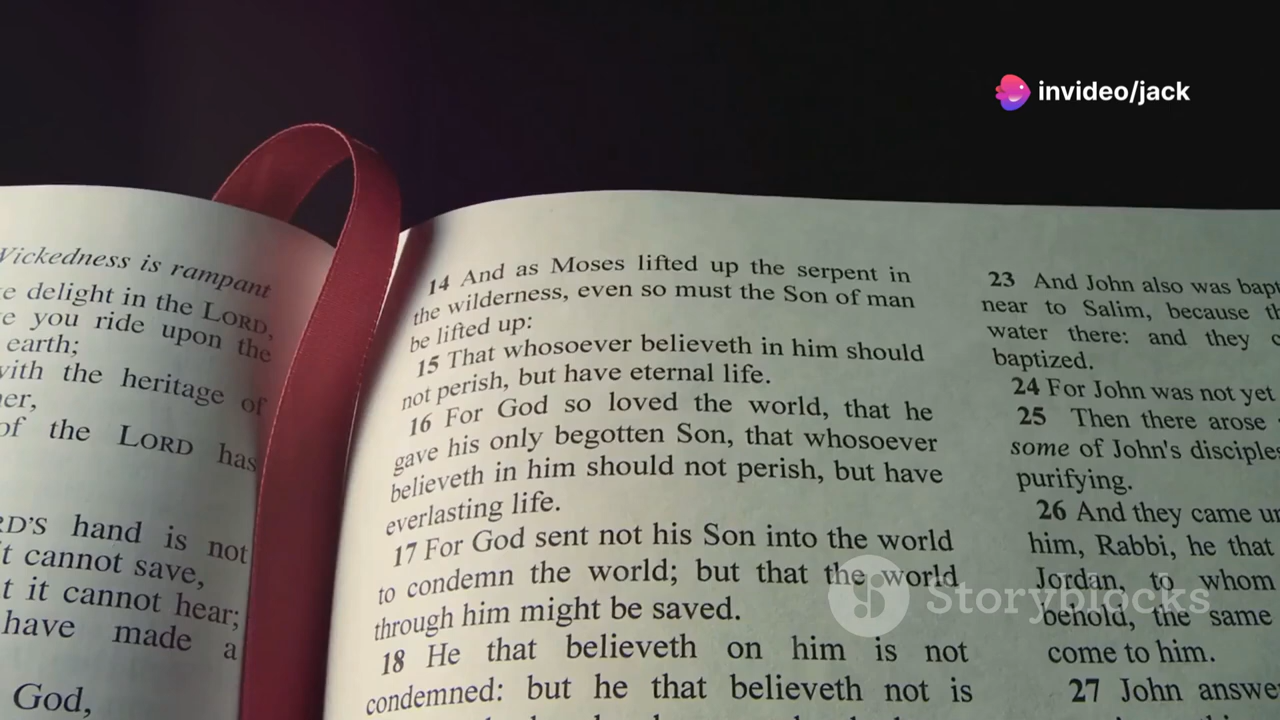 invideo/jack
Wickedness is rampant
delight in the LORD,
you ride upon the
earth;
with the heritage of
of the LORD has
hand is not
it cannot save,
it cannot hear;
have made a
God,
14 And as Moses lifted up the serpent in
the wilderness, even so must the Son of man
be lifted up:
15 That whosoever believeth in him should
not perish, but have eternal life.
16 For God so loved the world, that he
gave his only begotten Son, that whosoever
believeth in him should not perish, but have
everlasting life.
17 For God sent not his Son into the world
to condemn the world; but that the world
through him might be saved.
18 He that believeth on him is not
condemned: but he that believeth not is
23 And John also was
near to Salim, because
water there: and they
baptized.
24 For John was not yet
25 Then there arose
some of John's
purifying.
26 And they came
him, Rabbi, he that
Jordan, to whom
behold, the same
come to him.
27 John
Storyblocks